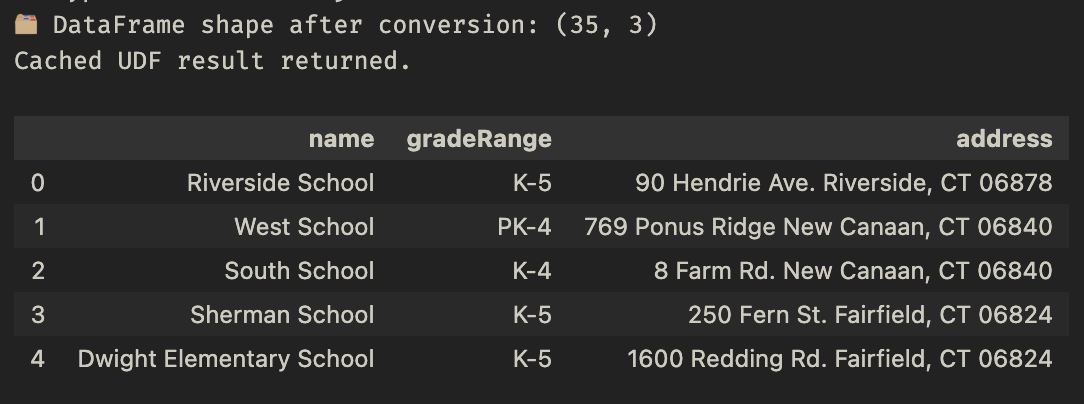 🗂️ DataFrame shape after conversion: (35, 3)
Cached UDF result returned.
name gradeRange address
0 Riverside School K-5 90 Hendrie Ave. Riverside, CT 06878
1 West School PK-4 769 Ponus Ridge New Canaan, CT 06840
2 South School K-4 8 Farm Rd. New Canaan, CT 06840
3 Sherman School K-5 250 Fern St. Fairfield, CT 06824
4 Dwight Elementary School K-5 1600 Redding Rd. Fairfield, CT 06824